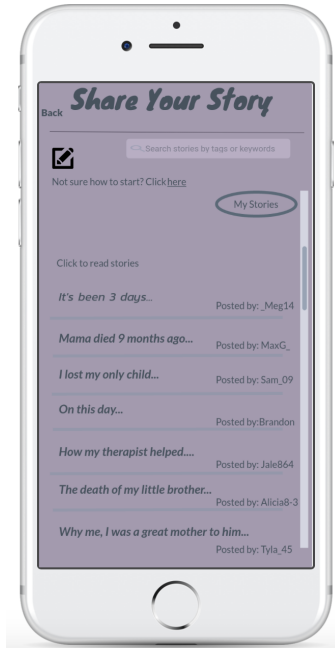 Share Your Story
Back
Search stories by tags or keywords
Not sure how to start? Click here
My Stories
Click to read stories
It's been 3 days...
Posted by: _Meg14
Mama died 9 months ago...
Posted by: MaxG_
I lost my only child...
Posted by: Sam_09
On this day...
Posted by:Brandon
How my therapist helped....
Posted by: Jale864
The death of my little brother...
Posted by: Alicia8-3
Why me, I was a great mother to him...
Posted by: Tyla_45